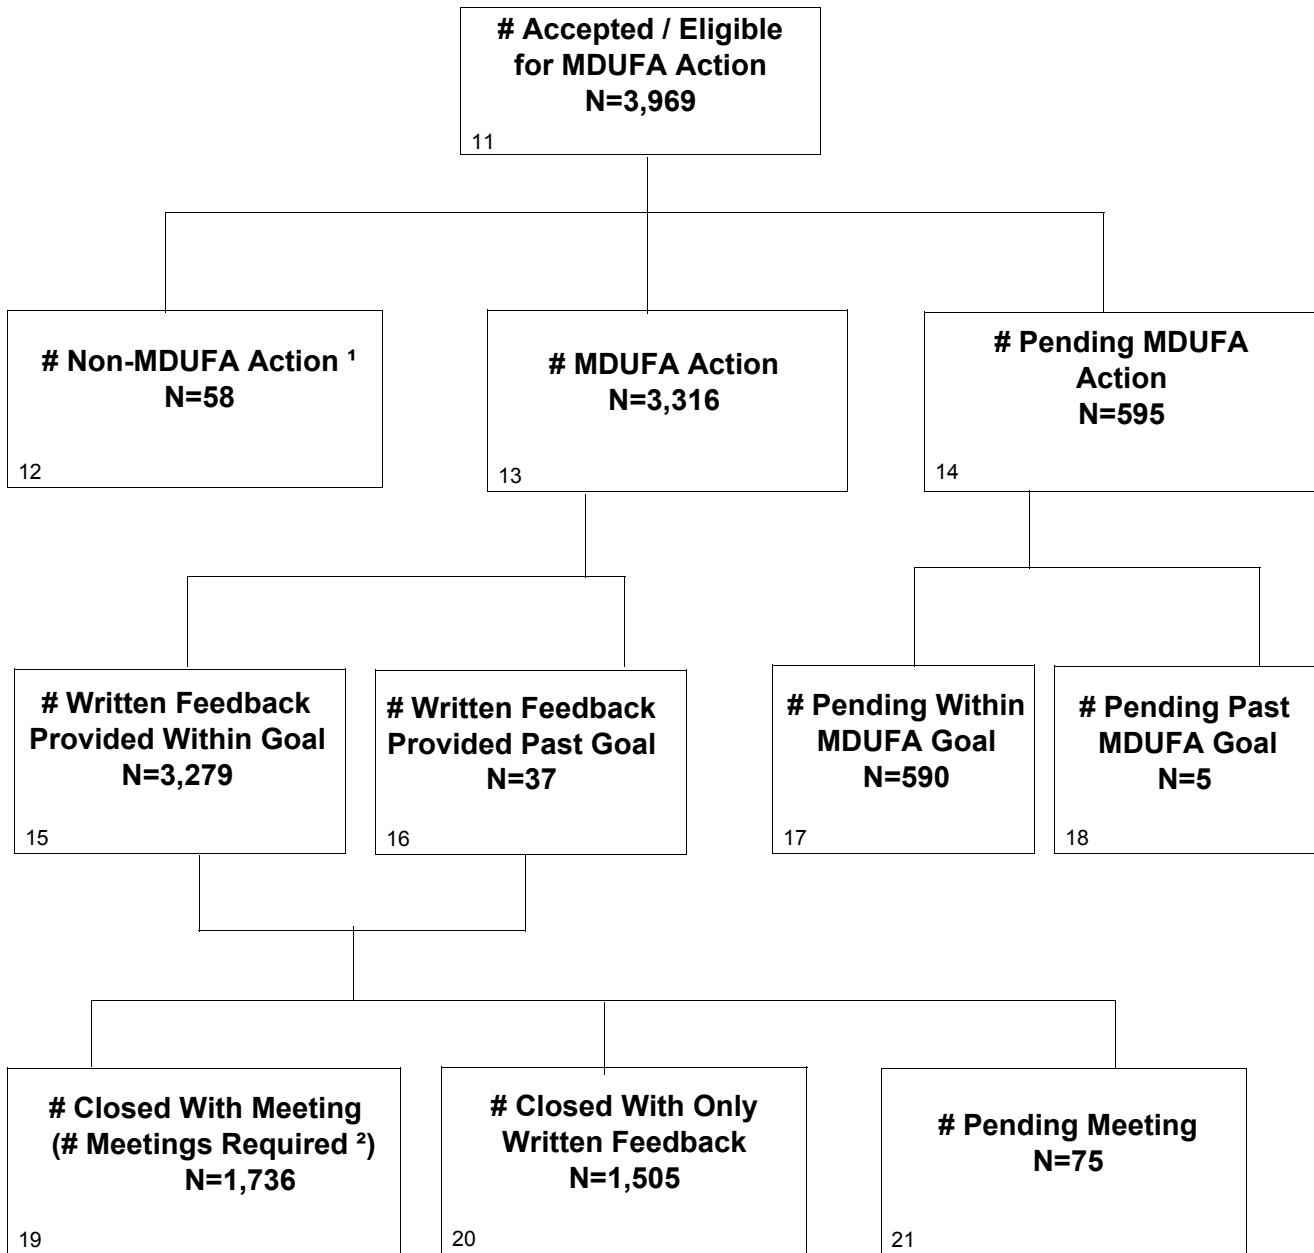 # Accepted / Eligible
for MDUFA Action
N=3,969
11
# Non-MDUFA Action ¹
N=58
12
# MDUFA Action
N=3,316
13
# Pending MDUFA
Action
N=595
14
# Written Feedback
Provided Within Goal
N=3,279
15
# Written Feedback
Provided Past Goal
N=37
16
# Pending Within
MDUFA Goal
N=590
17
# Pending Past
MDUFA Goal
N=5
18
# Closed With Meeting
(# Meetings Required ²)
N=1,736
19
# Closed With Only
Written Feedback
N=1,505
20
# Pending Meeting
N=75
21